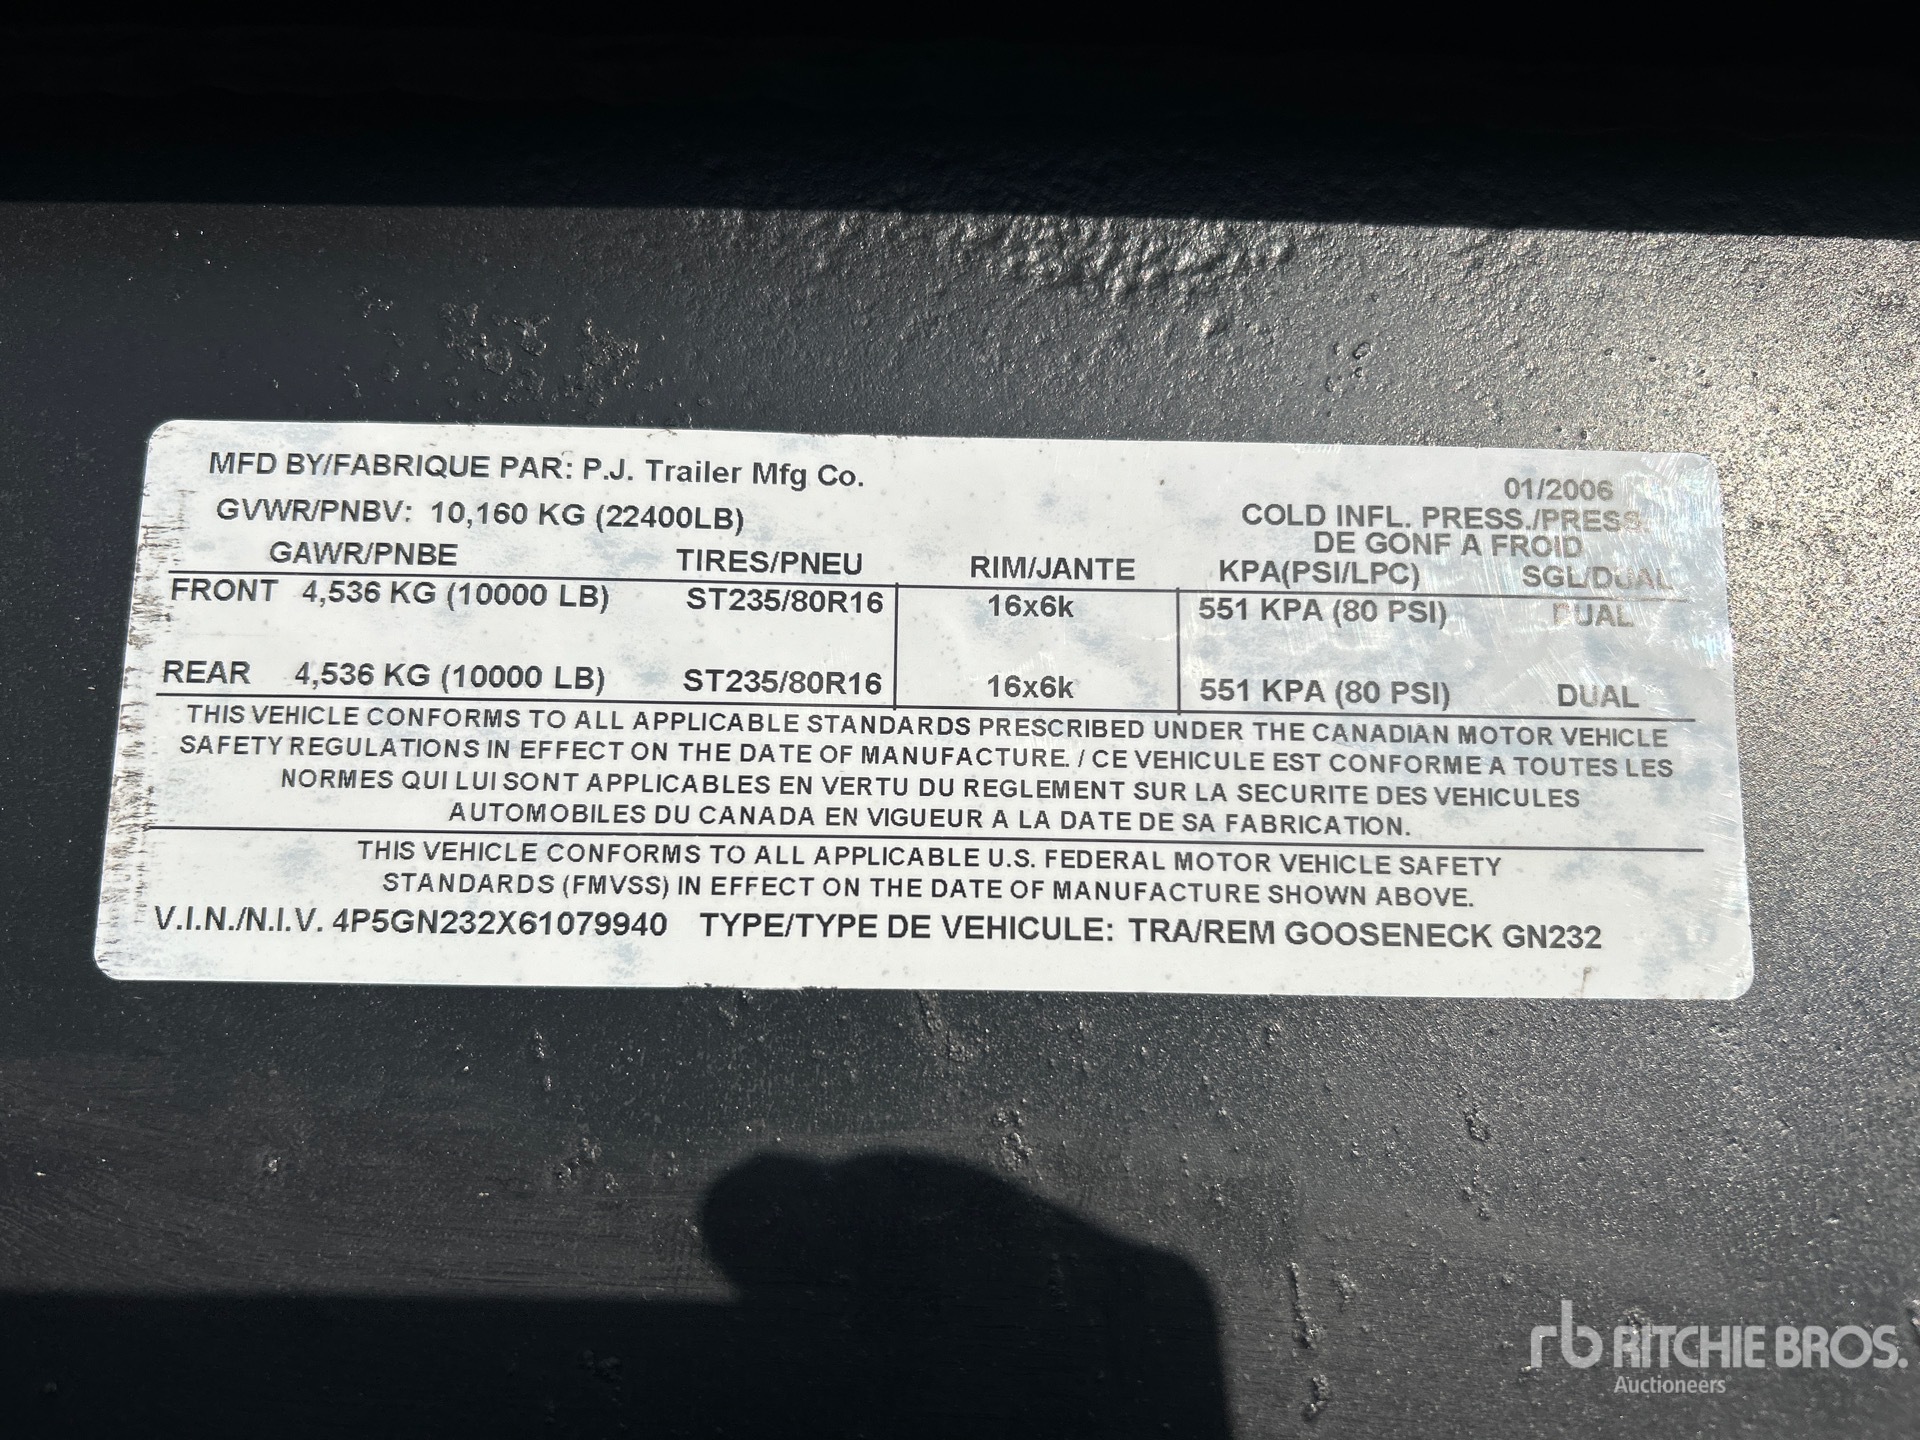 MFD BY/FABRIQUE PAR: P.J. Trailer Mfg Co.
01/2006
GVWR/PNBV: 10,160 KG (22400LB)
COLD INFL. PRESS./PRESS.
DE GONF A FROID
GAWR/PNBE TIRES/PNEU RIM/JANTE KPA(PSI/LPC) SGL/DUAL
FRONT 4,536 KG (10000 LB) ST235/80R16 16x6k 551 KPA (80 PSI) DUAL
REAR 4,536 KG (10000 LB) ST235/80R16 16x6k 551 KPA (80 PSI) DUAL
THIS VEHICLE CONFORMS TO ALL APPLICABLE STANDARDS PRESCRIBED UNDER THE CANADIAN MOTOR VEHICLE
SAFETY REGULATIONS IN EFFECT ON THE DATE OF MANUFACTURE. / CE VEHICULE EST CONFORME A TOUTES LES
NORMES QUI LUI SONT APPLICABLES EN VERTU DU REGLEMENT SUR LA SECURITE DES VEHICULES
AUTOMOBILES DU CANADA EN VIGUEUR A LA DATE DE SA FABRICATION.
THIS VEHICLE CONFORMS TO ALL APPLICABLE U.S. FEDERAL MOTOR VEHICLE SAFETY
STANDARDS (FMVSS) IN EFFECT ON THE DATE OF MANUFACTURE SHOWN ABOVE.
V.I.N./N.I.V. 4P5GN232X61079940 TYPE/TYPE DE VEHICULE: TRA/REM GOOSENECK GN232
rb RITCHIE BROS.
Auctioneers